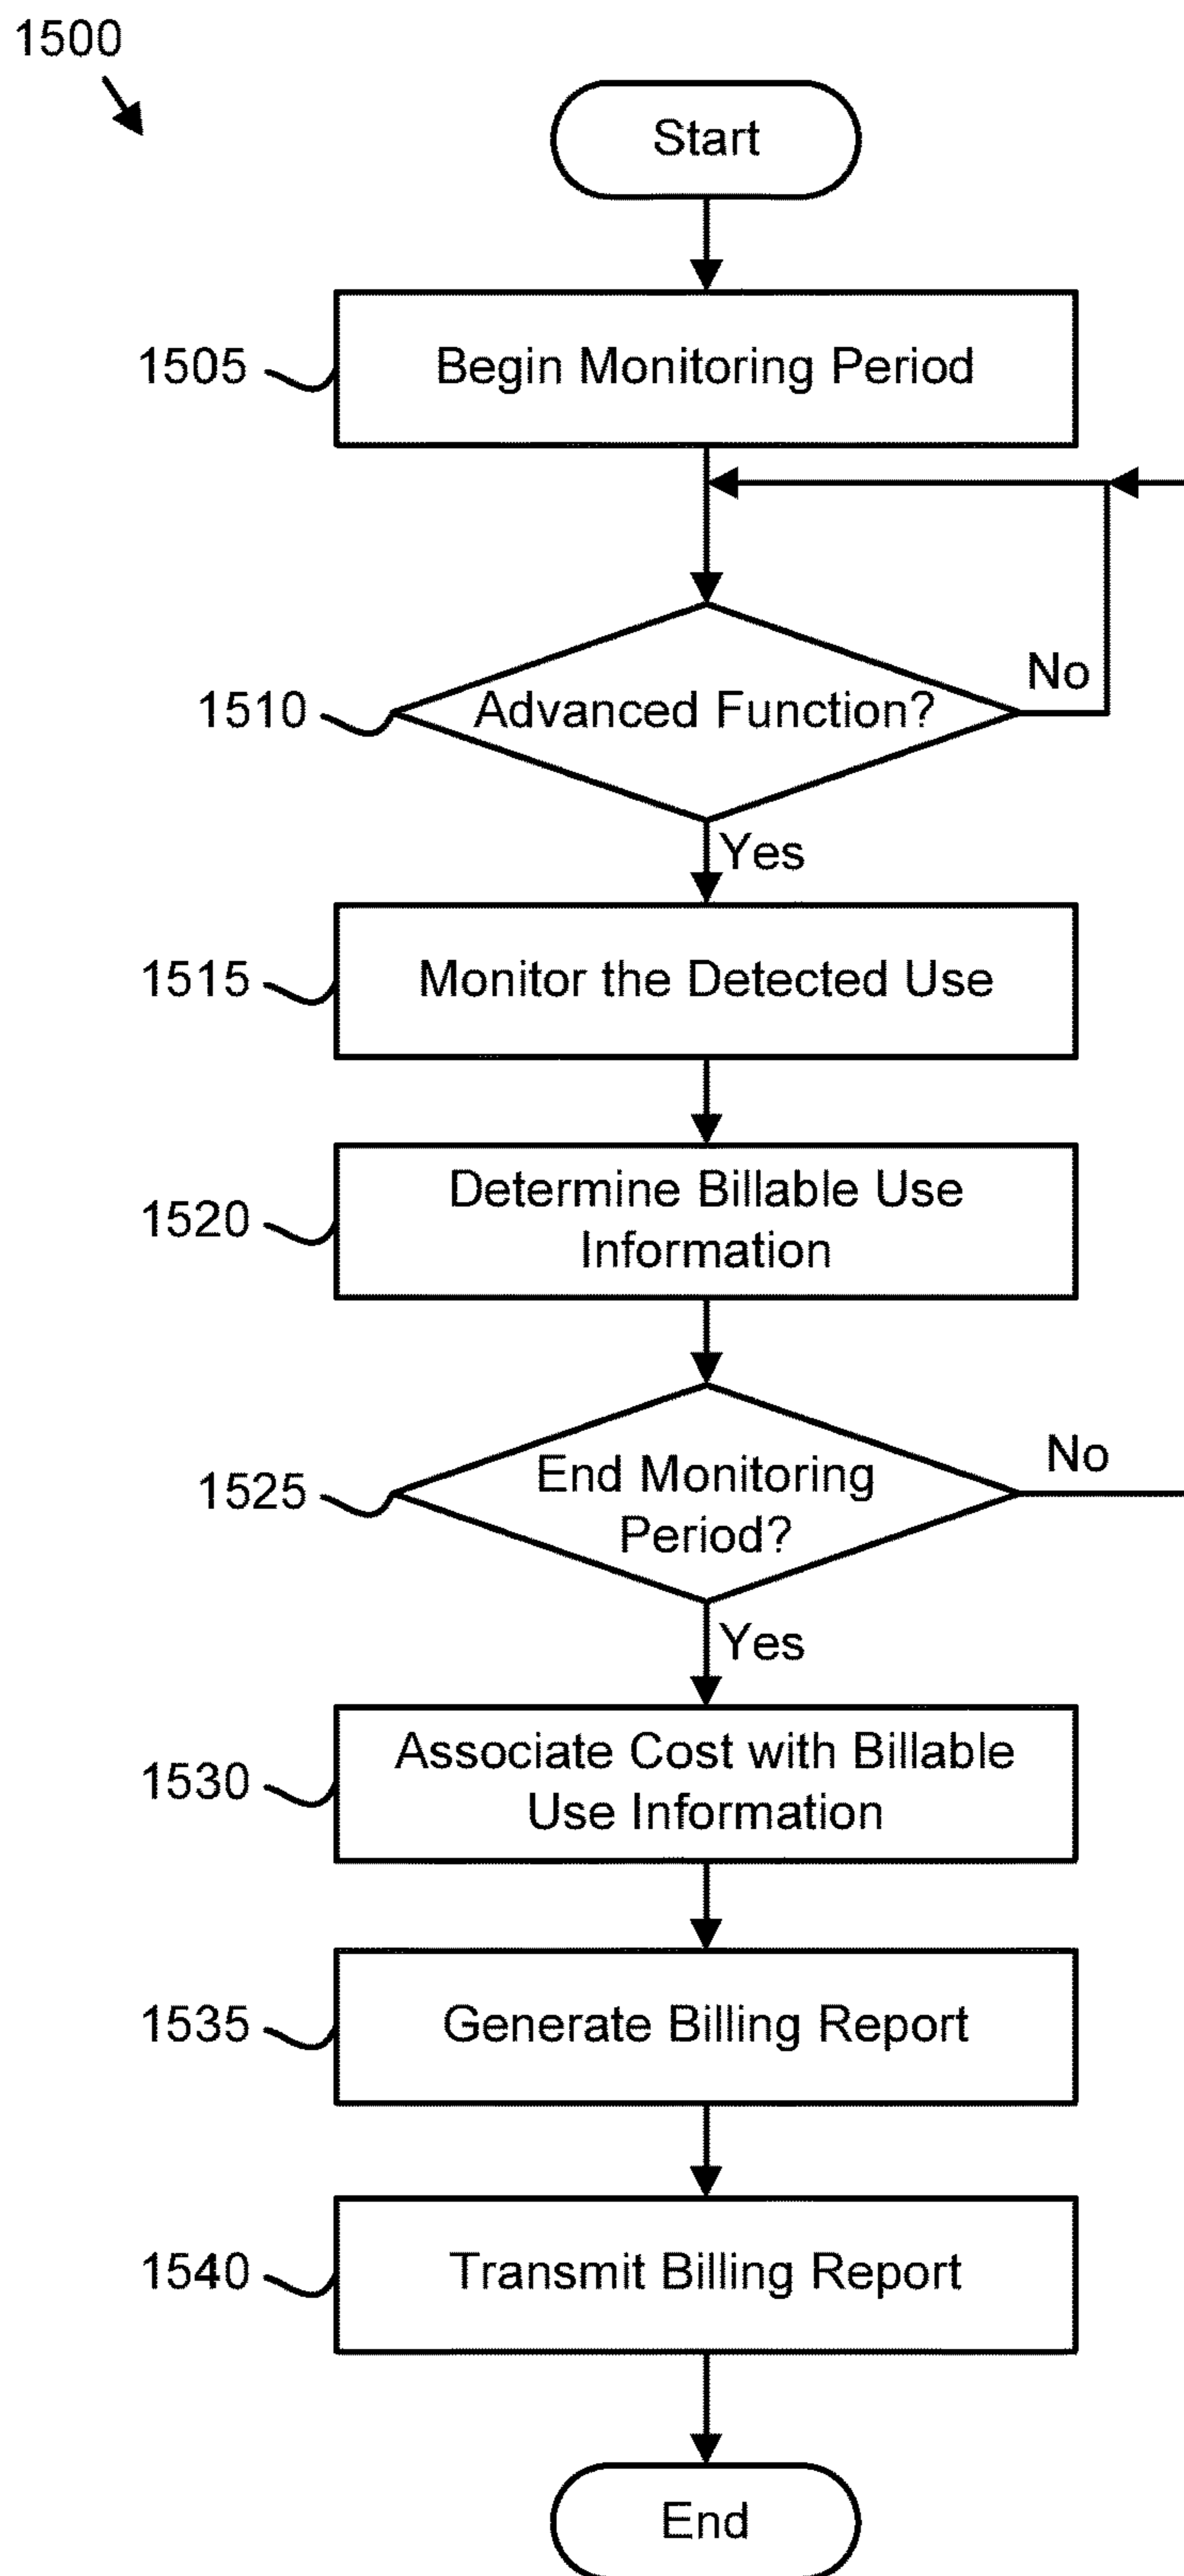 1500
Start
1505
Begin Monitoring Period
1510
Advanced Function?
No
Yes
1515
Monitor the Detected Use
1520
Determine Billable Use
Information
1525
End Monitoring
Period?
No
Yes
1530
Associate Cost with Billable
Use Information
1535
Generate Billing Report
1540
Transmit Billing Report
End